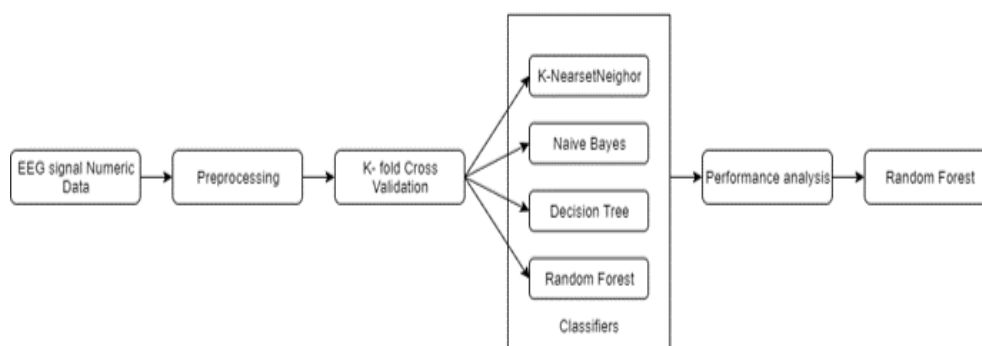 EEG signal Numeric
Data
Preprocessing
K- fold Cross
Validation
K-NearsetNeighor
Naive Bayes
Decision Tree
Random Forest
Classifiers
Performance analysis
Random Forest